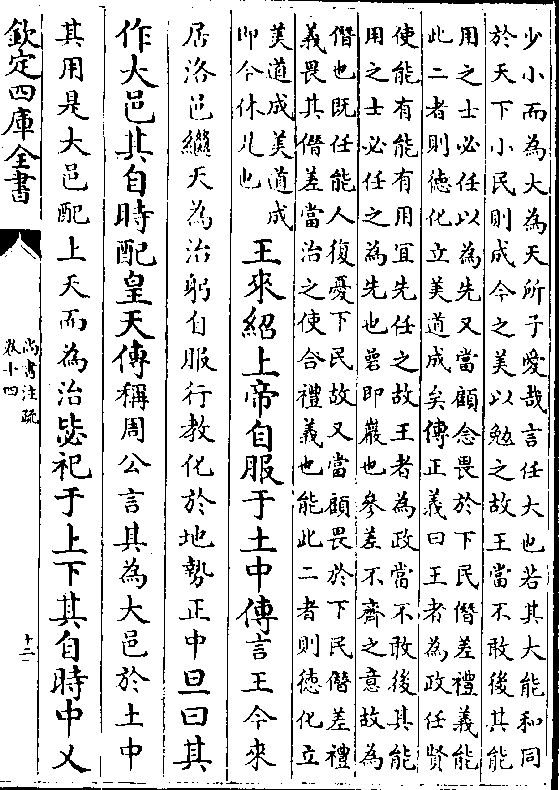 少小而為大為天所子愛哉言任大也若其大能和同
於天下小民則成今之美以勉之故王當不敢後其能
用之士必任以為先又當顧念畏於下民僭差禮義能
此二者則德化立美道成矣傳正義曰王者為政任賢
使能有能有用宜先任之故王者為政當不敢後其能
用之士必任之為先也碞即巖也參差不齊之意故為
僭也既任能人復憂下民故又當顧畏於下民僭差禮
義畏其僭差當治之使合禮義也能此二者則德化立
美道成美道成
即今休是也
王來紹上帝自服于土中傳言王今來
居洛邑繼天為治躬自服行教化於地勢正中旦曰其
作大邑其自時配皇天傳稱周公言其為大邑於土中
其用是大邑配上天而為治毖祀于上下其自時中乂
欽定四庫全書
尚書注疏
卷十四
十二